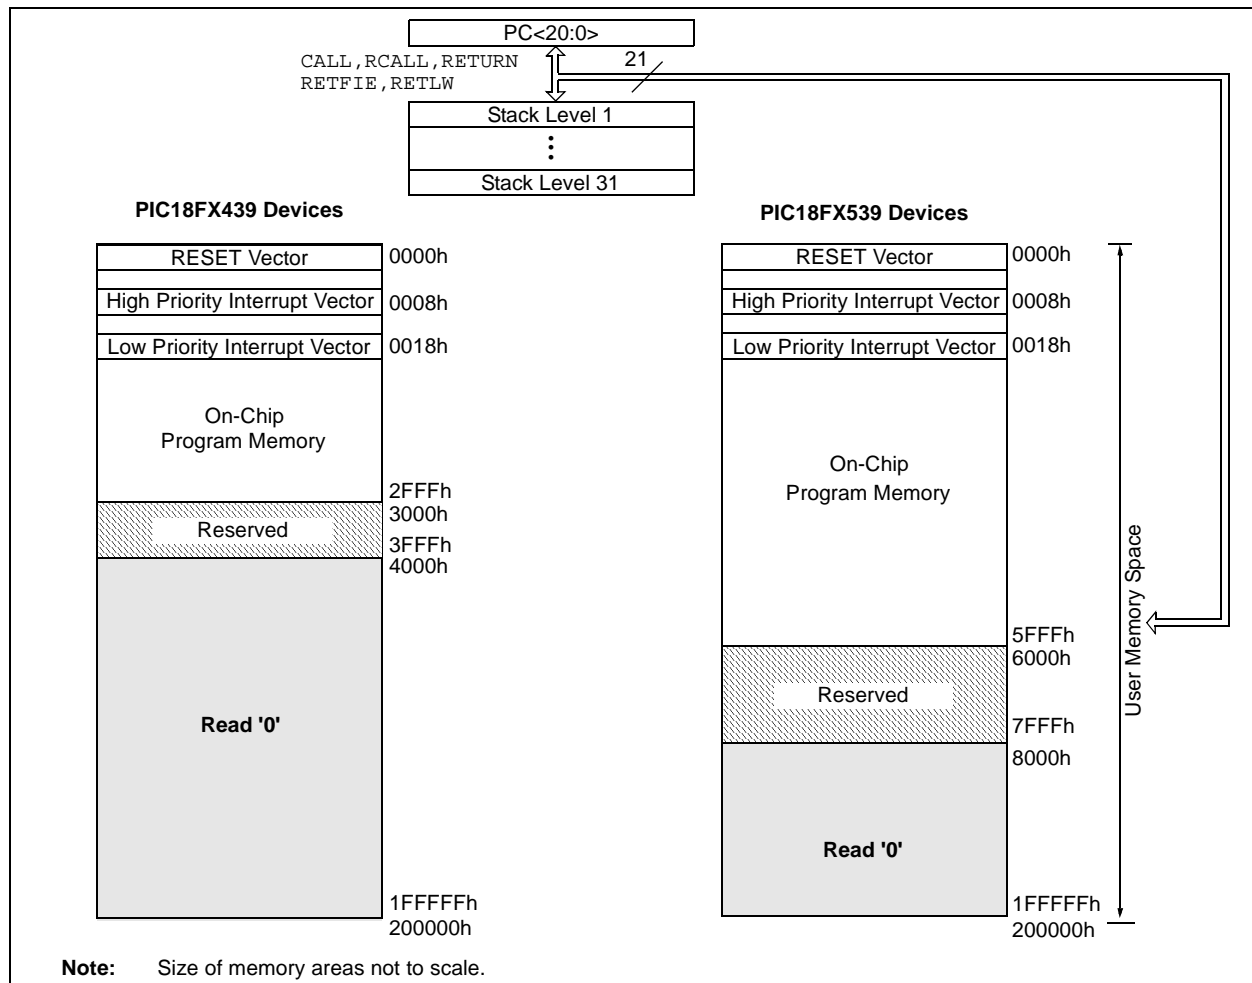 PC<20:0>
CALL,RCALL,RETURN
RETFIE,RETLW
21
Stack Level 1
Stack Level 31
PIC18FX439 Devices
RESET Vector
0000h
High Priority Interrupt Vector
0008h
Low Priority Interrupt Vector
0018h
On-Chip
Program Memory
2FFFh
3000h
Reserved
3FFFh
4000h
Read '0'
1FFFFFh
200000h
PIC18FX539 Devices
RESET Vector
0000h
High Priority Interrupt Vector
0008h
Low Priority Interrupt Vector
0018h
On-Chip
Program Memory
5FFFh
6000h
Reserved
7FFFh
8000h
Read '0'
1FFFFFh
200000h
User Memory Space
Note: Size of memory areas not to scale.